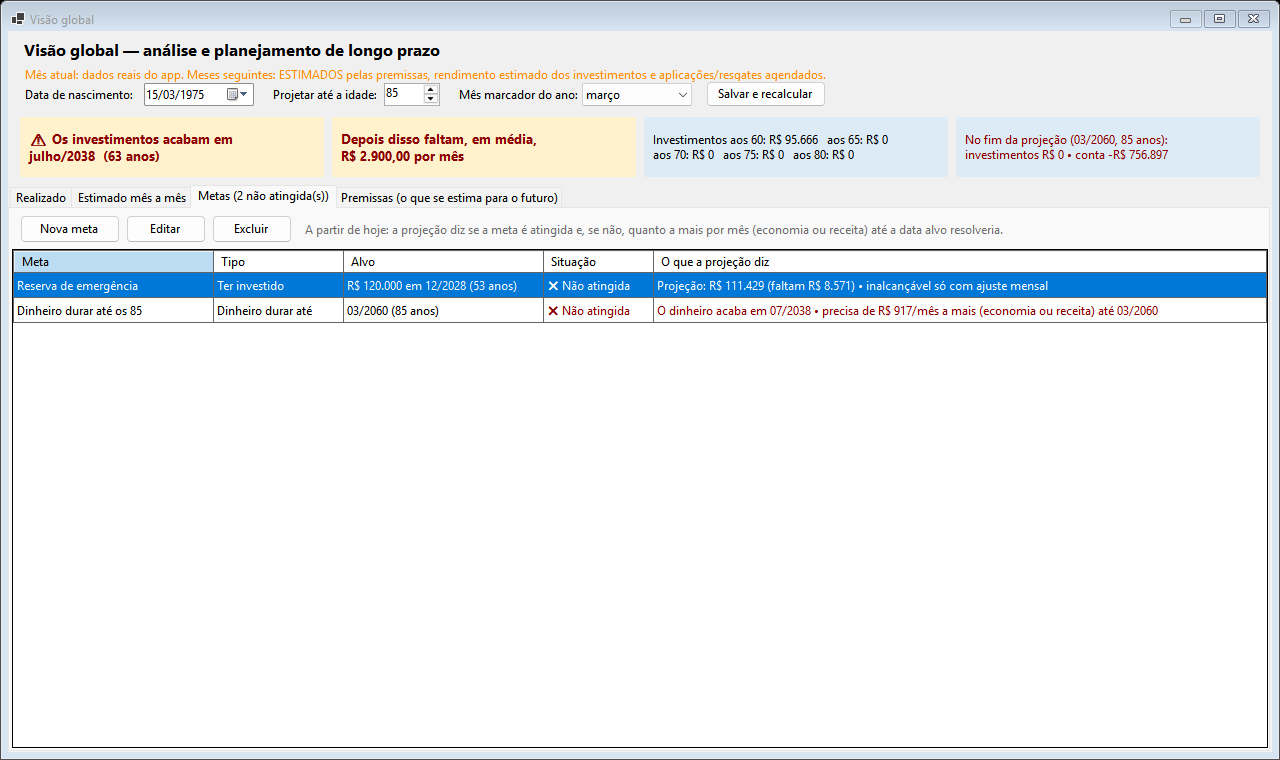 Visão global
Visão global — análise e planejamento de longo prazo
Mês atual: dados reais do app. Meses seguintes: ESTIMADOS pelas premissas, rendimento estimado dos investimentos e aplicações/resgates agendados.
Data de nascimento: 15/03/1975 Projetar até a idade: 85 Mês marcador do ano: março Salvar e recalcular
⚠ Os investimentos acabam em
julho/2038 (63 anos)
Depois disso faltam, em média,
R$ 2.900,00 por mês
Investimentos aos 60: R$ 95.666 aos 65: R$ 0
aos 70: R$ 0 aos 75: R$ 0 aos 80: R$ 0
No fim da projeção (03/2060, 85 anos):
investimentos R$ 0 • conta -R$ 756.897
Realizado Estimado mês a mês Metas (2 não atingida(s)) Premissas (o que se estima para o futuro)
Nova meta Editar Excluir A partir de hoje: a projeção diz se a meta é atingida e, se não, quanto a mais por mês (economia ou receita) até a data alvo resolveria.
Meta Tipo Alvo Situação O que a projeção diz
Reserva de emergência Ter investido R$ 120.000 em 12/2028 (53 anos) ✕ Não atingida Projeção: R$ 111.429 (faltam R$ 8.571) • inalcançável só com ajuste mensal
Dinheiro durar até os 85 Dinheiro durar até 03/2060 (85 anos) ✕ Não atingida O dinheiro acaba em 07/2038 • precisa de R$ 917/mês a mais (economia ou receita) até 03/2060